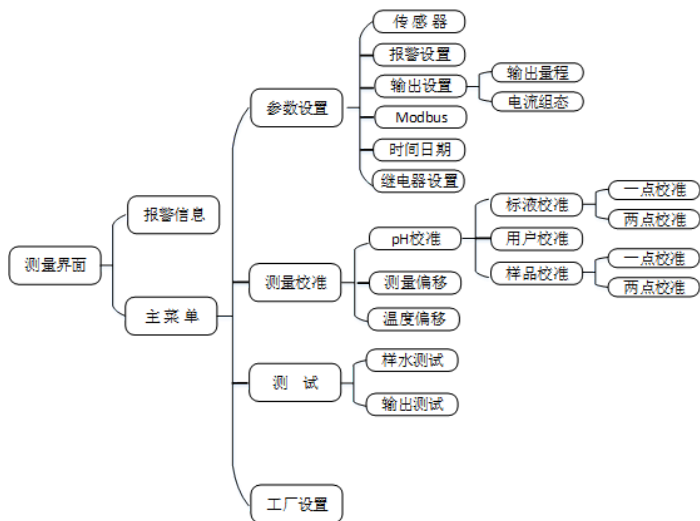 测量界面
报警信息
主菜单
参数设置
传感器
报警设置
输出设置
输出量程
电流组态
Modbus
时间日期
继电器设置
测量校准
pH校准
标液校准
一点校准
两点校准
用户校准
样品校准
一点校准
两点校准
测量偏移
温度偏移
测 试
样水测试
输出测试
工厂设置